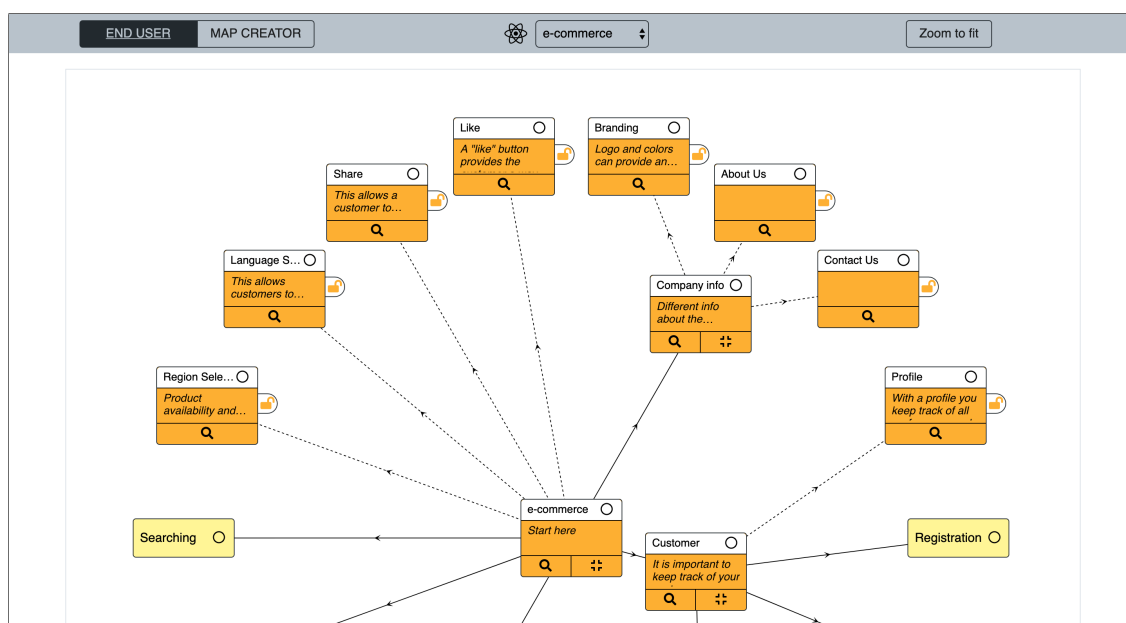 END USER
MAP CREATOR
e-commerce
Zoom to fit
Like
A "like" button
provides the
Branding
Logo and colors
can provide an…
Share
This allows a
customer to…
About Us
Language S…
This allows
customers to…
Contact Us
Company info
Different info
about the…
Region Sele…
Product
availability and…
Profile
With a profile you
keep track of all
e-commerce
Start here
Searching
Customer
It is important to
keep track of your
Registration